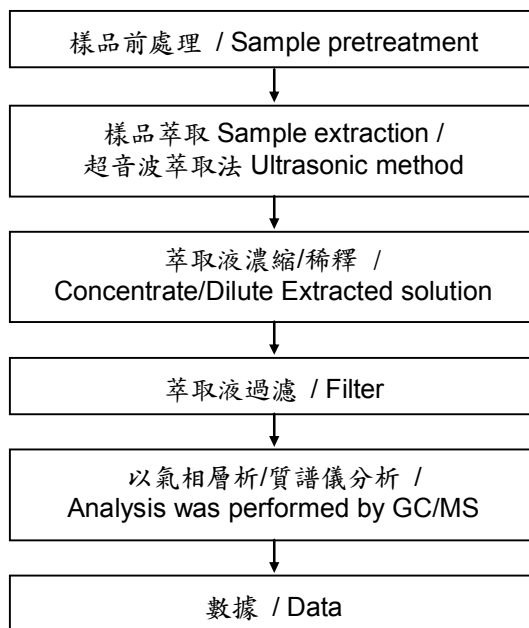 樣品前處理 / Sample pretreatment
樣品萃取 Sample extraction /
超音波萃取法 Ultrasonic method
萃取液濃縮/稀釋 /
Concentrate/Dilute Extracted solution
萃取液過濾 / Filter
以氣相層析/質譜儀分析 /
Analysis was performed by GC/MS
數據 / Data